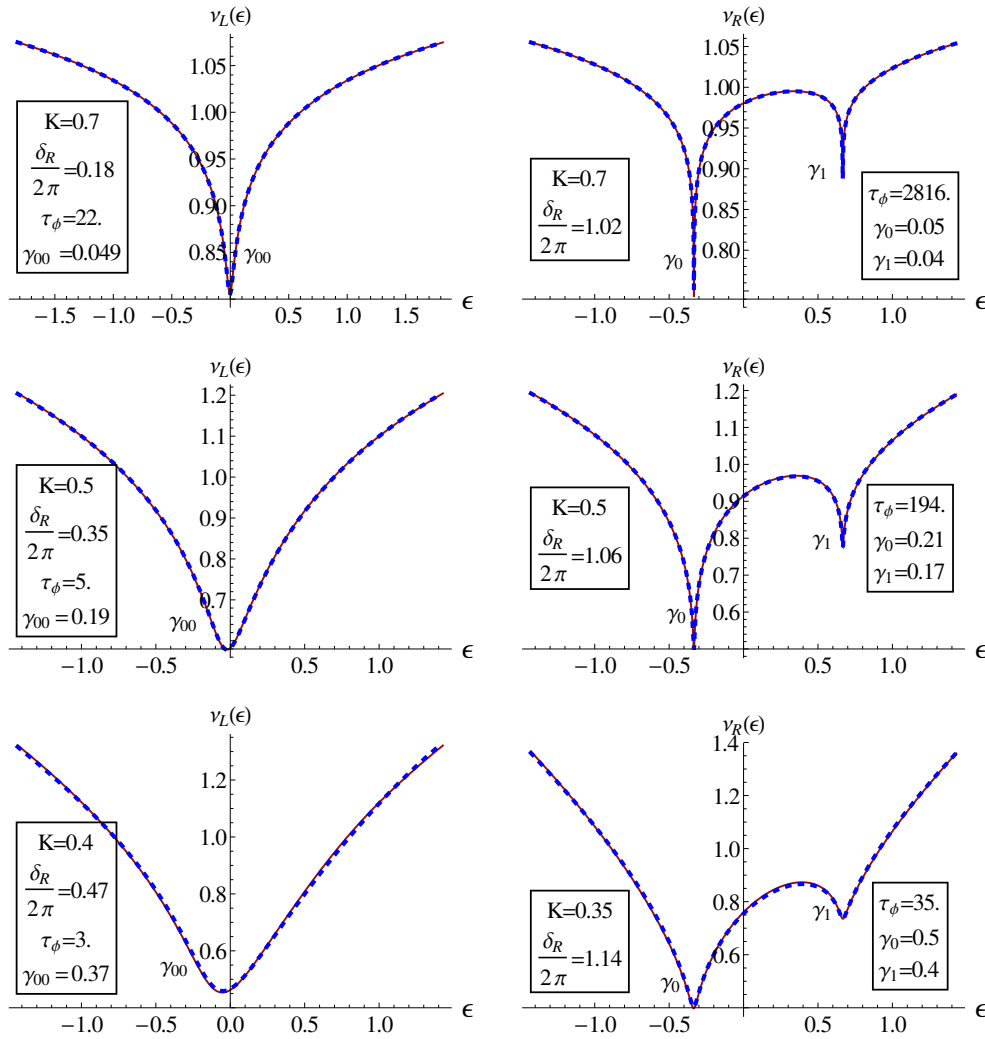 ν_L(ϵ)
1.05
1.00
0.95
0.90
0.85
K=0.7
δ_R/2π=0.18
τ_ϕ=22.
γ_00=0.049
γ_00
−1.5 −1.0 −0.5 0.5 1.0 1.5 ϵ
ν_R(ϵ)
1.05
1.00
0.95
0.90
0.85
0.80
K=0.7
δ_R/2π=1.02
γ_0
γ_1
τ_ϕ=2816.
γ_0=0.05
γ_1=0.04
−1.0 −0.5 0.5 1.0 ϵ
ν_L(ϵ)
1.2
1.1
1.0
0.9
0.8
0.7
K=0.5
δ_R/2π=0.35
τ_ϕ=5.
γ_00=0.19
γ_00
−1.0 −0.5 0.0 0.5 1.0 ϵ
ν_R(ϵ)
1.2
1.1
1.0
0.9
0.8
0.7
0.6
K=0.5
δ_R/2π=1.06
γ_0
γ_1
τ_ϕ=194.
γ_0=0.21
γ_1=0.17
−1.0 −0.5 0.5 1.0 ϵ
ν_L(ϵ)
1.2
1.0
0.8
0.6
K=0.4
δ_R/2π=0.47
τ_ϕ=3.
γ_00=0.37
γ_00
−1.0 −0.5 0.0 0.5 1.0 ϵ
ν_R(ϵ)
1.4
1.2
1.0
0.8
0.6
K=0.35
δ_R/2π=1.14
γ_0
γ_1
τ_ϕ=35.
γ_0=0.5
γ_1=0.4
−1.0 −0.5 0.5 1.0 ϵ